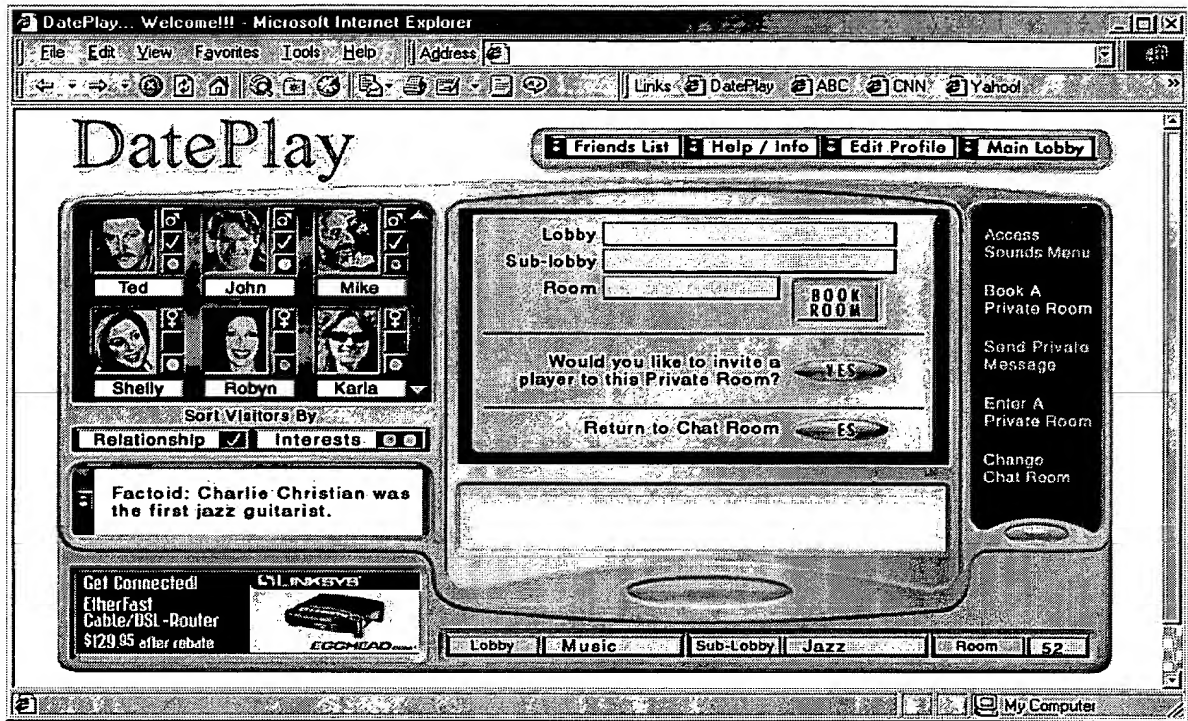 DatePlay... Welcome!!! - Microsoft Internet Explorer
File Edit View Favorites Tools Help Address
Links DatePlay ABC CNN Yahoo! »
DatePlay
Friends List Help / Info Edit Profile Main Lobby
Ted John Mike
Shelly Robyn Karla
Sort Visitors By
Relationship Interests
Factoid: Charlie Christian was
the first jazz guitarist.
Get Connected!
EtherFast
Cable/DSL-Router
$129.95 after rebate
LINKSYS
EGGHEAD
Lobby
Sub-lobby
Room
BOOK
ROOM
Would you like to invite a
player to this Private Room?
YES
Return to Chat Room
ES
Access
Sounds Menu
Book A
Private Room
Send Private
Message
Enter A
Private Room
Change
Chat Room
Lobby Music Sub-Lobby Jazz Room 52
My Computer